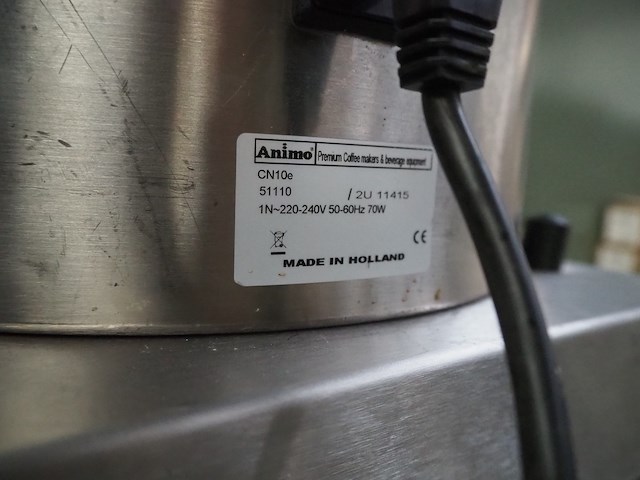 Animo® Premium Coffee makers & beverage equipment
CN10e
51110 / 2U 11415
1N~220-240V 50-60Hz 70W
CE
MADE IN HOLLAND